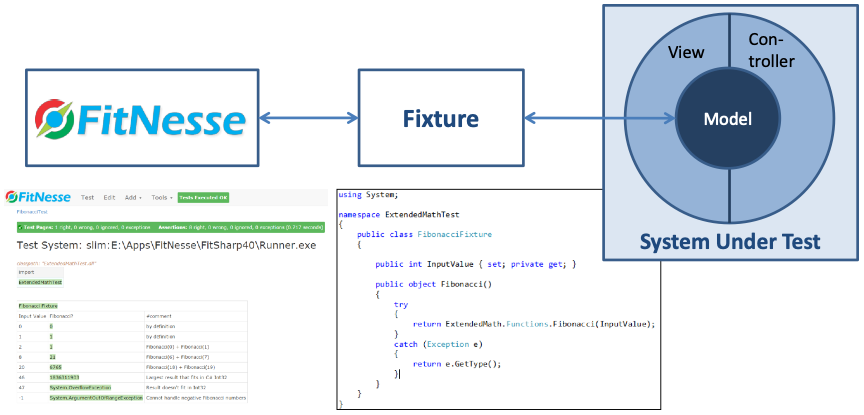 FitNesse
Fixture
View
Con-
troller
Model
System Under Test
FitNesse Test Edit Add Tools Tests Executed OK
FibonacciTest
Test Pages: 1 right, 0 wrong, 0 ignored, 0 exceptions Assertions: 8 right, 0 wrong, 0 ignored, 0 exceptions (0.217 seconds)
Test System: slim:E:\Apps\FitNesse\FitSharp40\Runner.exe
import
ExtendedMathTest
Fibonacci Fixture
Input Value Fibonacci? #comment
0 0 by definition
1 1 by definition
2 1 Fibonacci(0) + Fibonacci(1)
8 21 Fibonacci(6) + Fibonacci(7)
20 6765 Fibonacci(18) + Fibonacci(19)
46 1836311903 Largest result that fits in C# Int32
47 System.OverflowException Result doesn't fit in Int32
-1 System.ArgumentOutOfRangeException Cannot handle negative Fibonacci numbers
using System;
namespace ExtendedMathTest
{
public class FibonacciFixture
{
public int InputValue { set; private get; }
public object Fibonacci()
{
try
{
return ExtendedMath.Functions.Fibonacci(InputValue);
}
catch (Exception e)
{
return e.GetType();
}
}
}
}